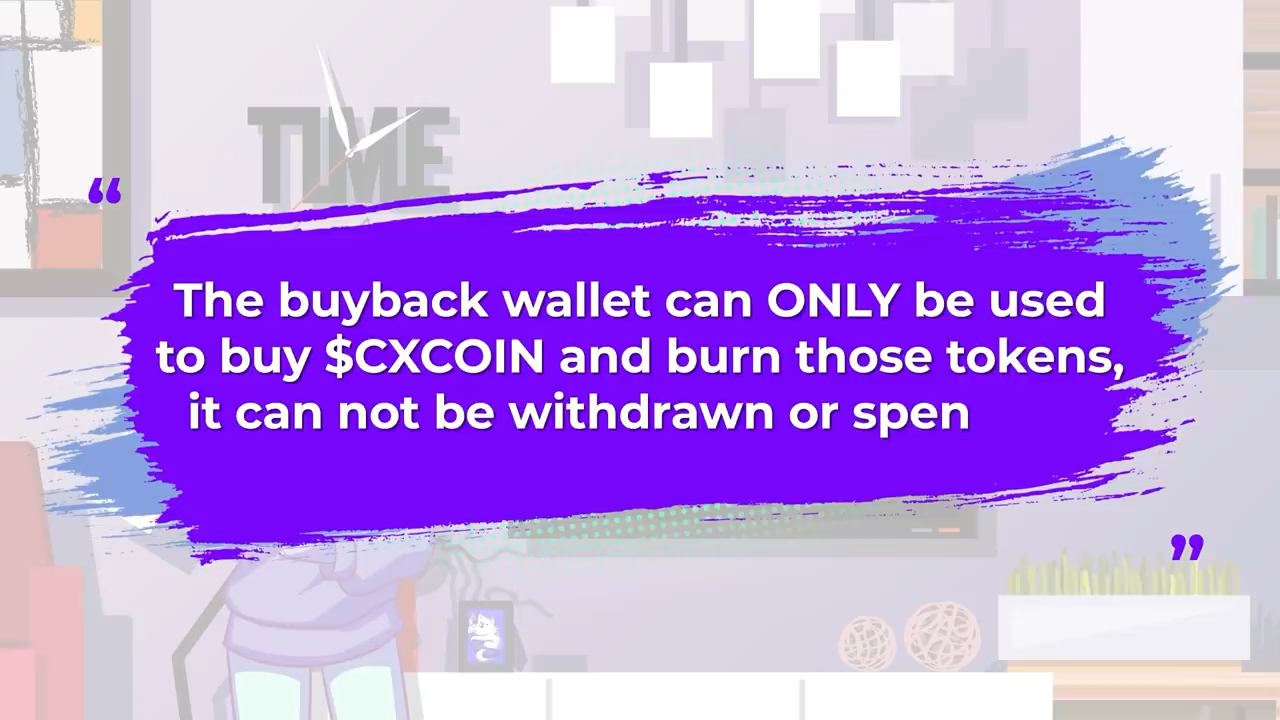 TIME
“
The buyback wallet can ONLY be used
to buy $CXCOIN and burn those tokens,
it can not be withdrawn or spen
”